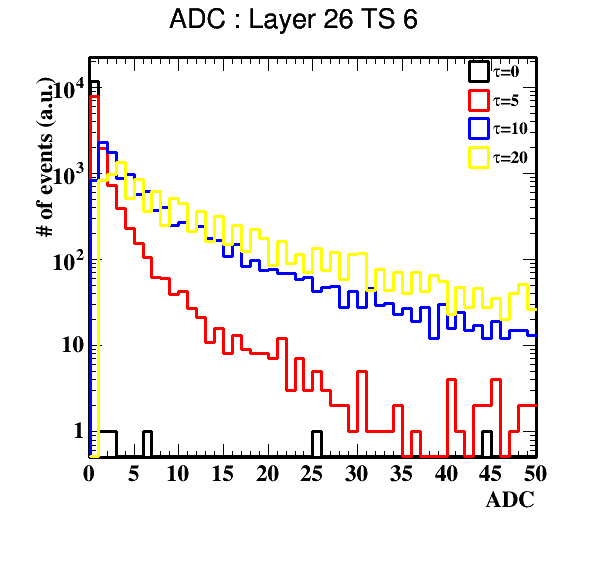 ADC : Layer 26 TS 6
# of events (a.u.)
10⁴
10³
10²
10
1
τ=0
τ=5
τ=10
τ=20
0 5 10 15 20 25 30 35 40 45 50
ADC